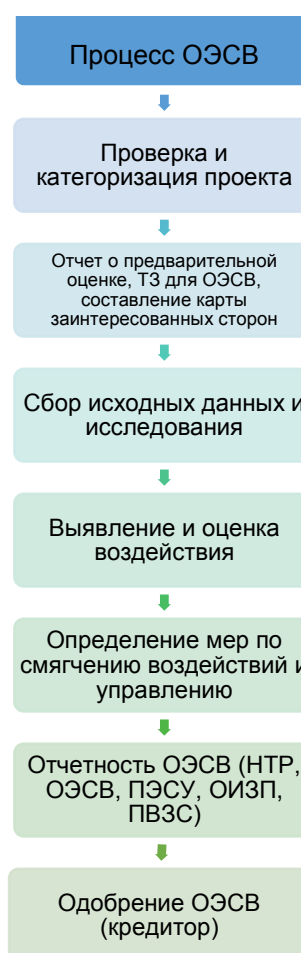 Процесс ОЭСВ
Проверка и
категоризация проекта
Отчет о предварительной
оценке, ТЗ для ОЭСВ,
составление карты
заинтересованных сторон
Сбор исходных данных и
исследования
Выявление и оценка
воздействия
Определение мер по
смягчению воздействий и
управлению
Отчетность ОЭСВ (НТР,
ОЭСВ, ПЭСУ, ОИЗП,
ПВЗС)
Одобрение ОЭСВ
(кредитор)